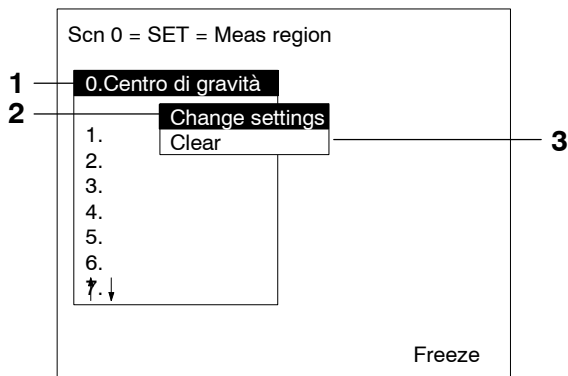 Scn 0 = SET = Meas region
1
0.Centro di gravità
2
Change settings
1.
Clear
3
2.
3.
4.
5.
6.
7.
Freeze